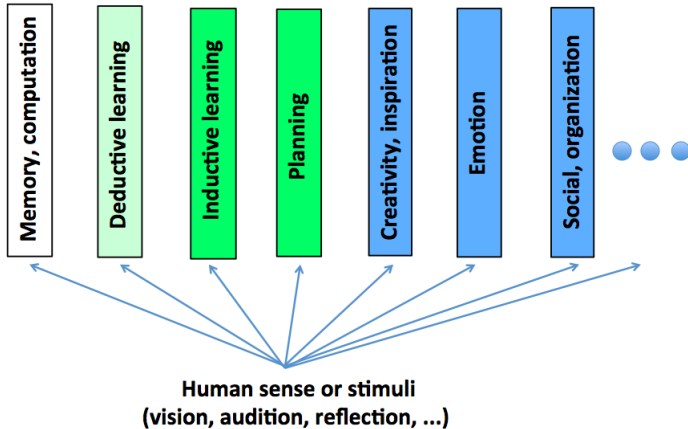 Memory, computation
Deductive learning
Inductive learning
Planning
Creativity, inspiration
Emotion
Social, organization
Human sense or stimuli
(vision, audition, reflection, ...)